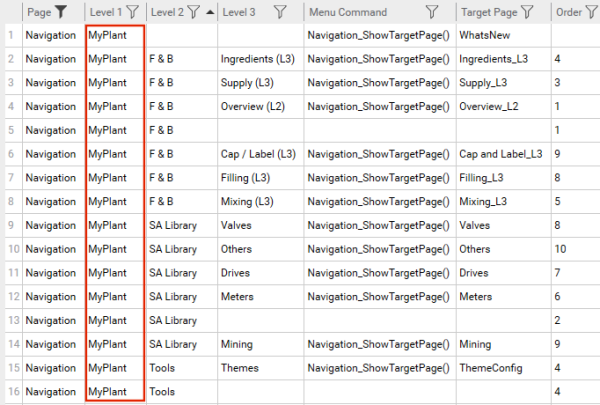 Page Level 1 Level 2 Level 3 Menu Command Target Page Order
1 Navigation MyPlant Navigation_ShowTargetPage() WhatsNew
2 Navigation MyPlant F & B Ingredients (L3) Navigation_ShowTargetPage() Ingredients_L3 4
3 Navigation MyPlant F & B Supply (L3) Navigation_ShowTargetPage() Supply_L3 3
4 Navigation MyPlant F & B Overview (L2) Navigation_ShowTargetPage() Overview_L2 1
5 Navigation MyPlant F & B 1
6 Navigation MyPlant F & B Cap / Label (L3) Navigation_ShowTargetPage() Cap and Label_L3 9
7 Navigation MyPlant F & B Filling (L3) Navigation_ShowTargetPage() Filling_L3 8
8 Navigation MyPlant F & B Mixing (L3) Navigation_ShowTargetPage() Mixing_L3 5
9 Navigation MyPlant SA Library Valves Navigation_ShowTargetPage() Valves 8
10 Navigation MyPlant SA Library Others Navigation_ShowTargetPage() Others 10
11 Navigation MyPlant SA Library Drives Navigation_ShowTargetPage() Drives 7
12 Navigation MyPlant SA Library Meters Navigation_ShowTargetPage() Meters 6
13 Navigation MyPlant SA Library 2
14 Navigation MyPlant SA Library Mining Navigation_ShowTargetPage() Mining 9
15 Navigation MyPlant Tools Themes Navigation_ShowTargetPage() ThemeConfig 4
16 Navigation MyPlant Tools 4